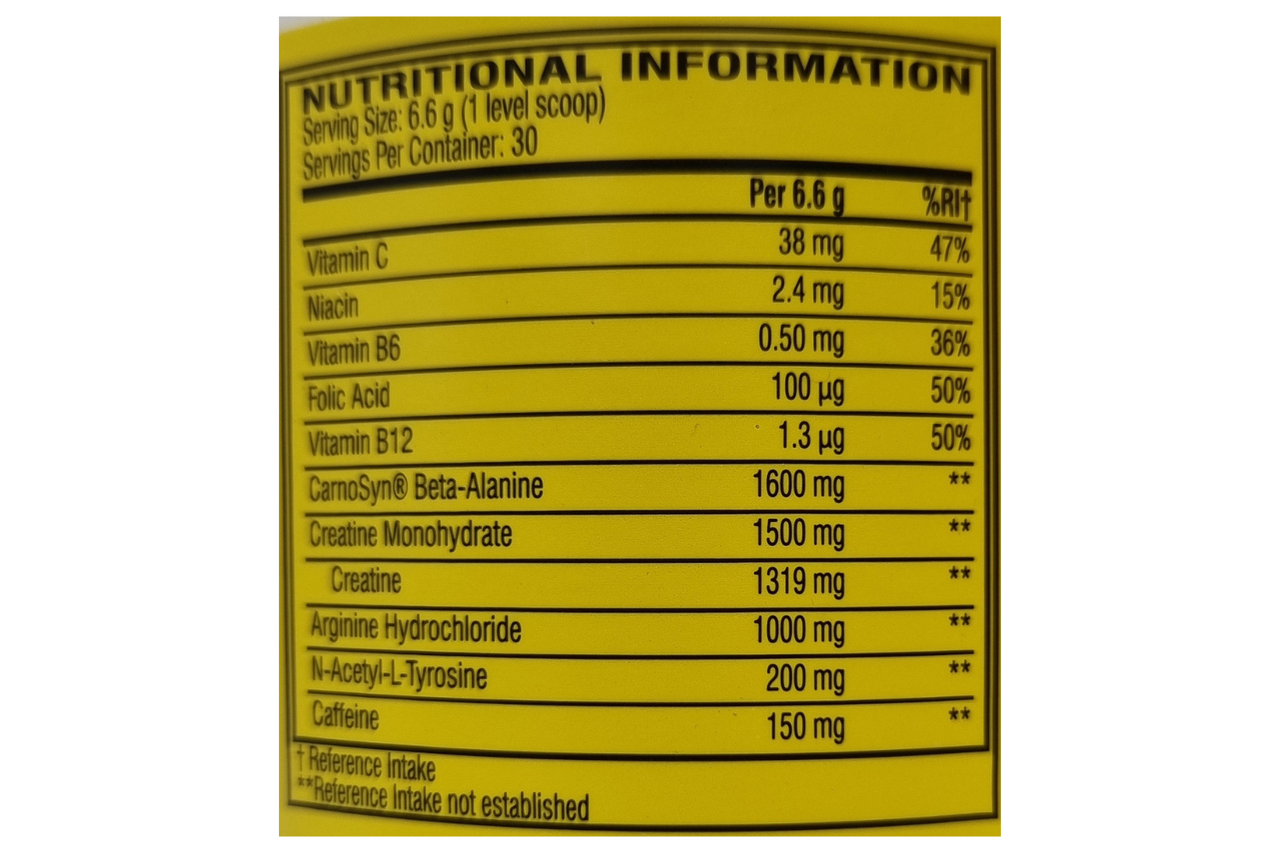 NUTRITIONAL INFORMATION
Serving Size: 6.6 g (1 level scoop)
Servings Per Container: 30
Per 6.6 g %RI†
Vitamin C 38 mg 47%
Niacin 2.4 mg 15%
Vitamin B6 0.50 mg 36%
Folic Acid 100 µg 50%
Vitamin B12 1.3 µg 50%
CarnoSyn® Beta-Alanine 1600 mg **
Creatine Monohydrate 1500 mg **
Creatine 1319 mg **
Arginine Hydrochloride 1000 mg **
N-Acetyl-L-Tyrosine 200 mg **
Caffeine 150 mg **
† Reference Intake
**Reference Intake not established